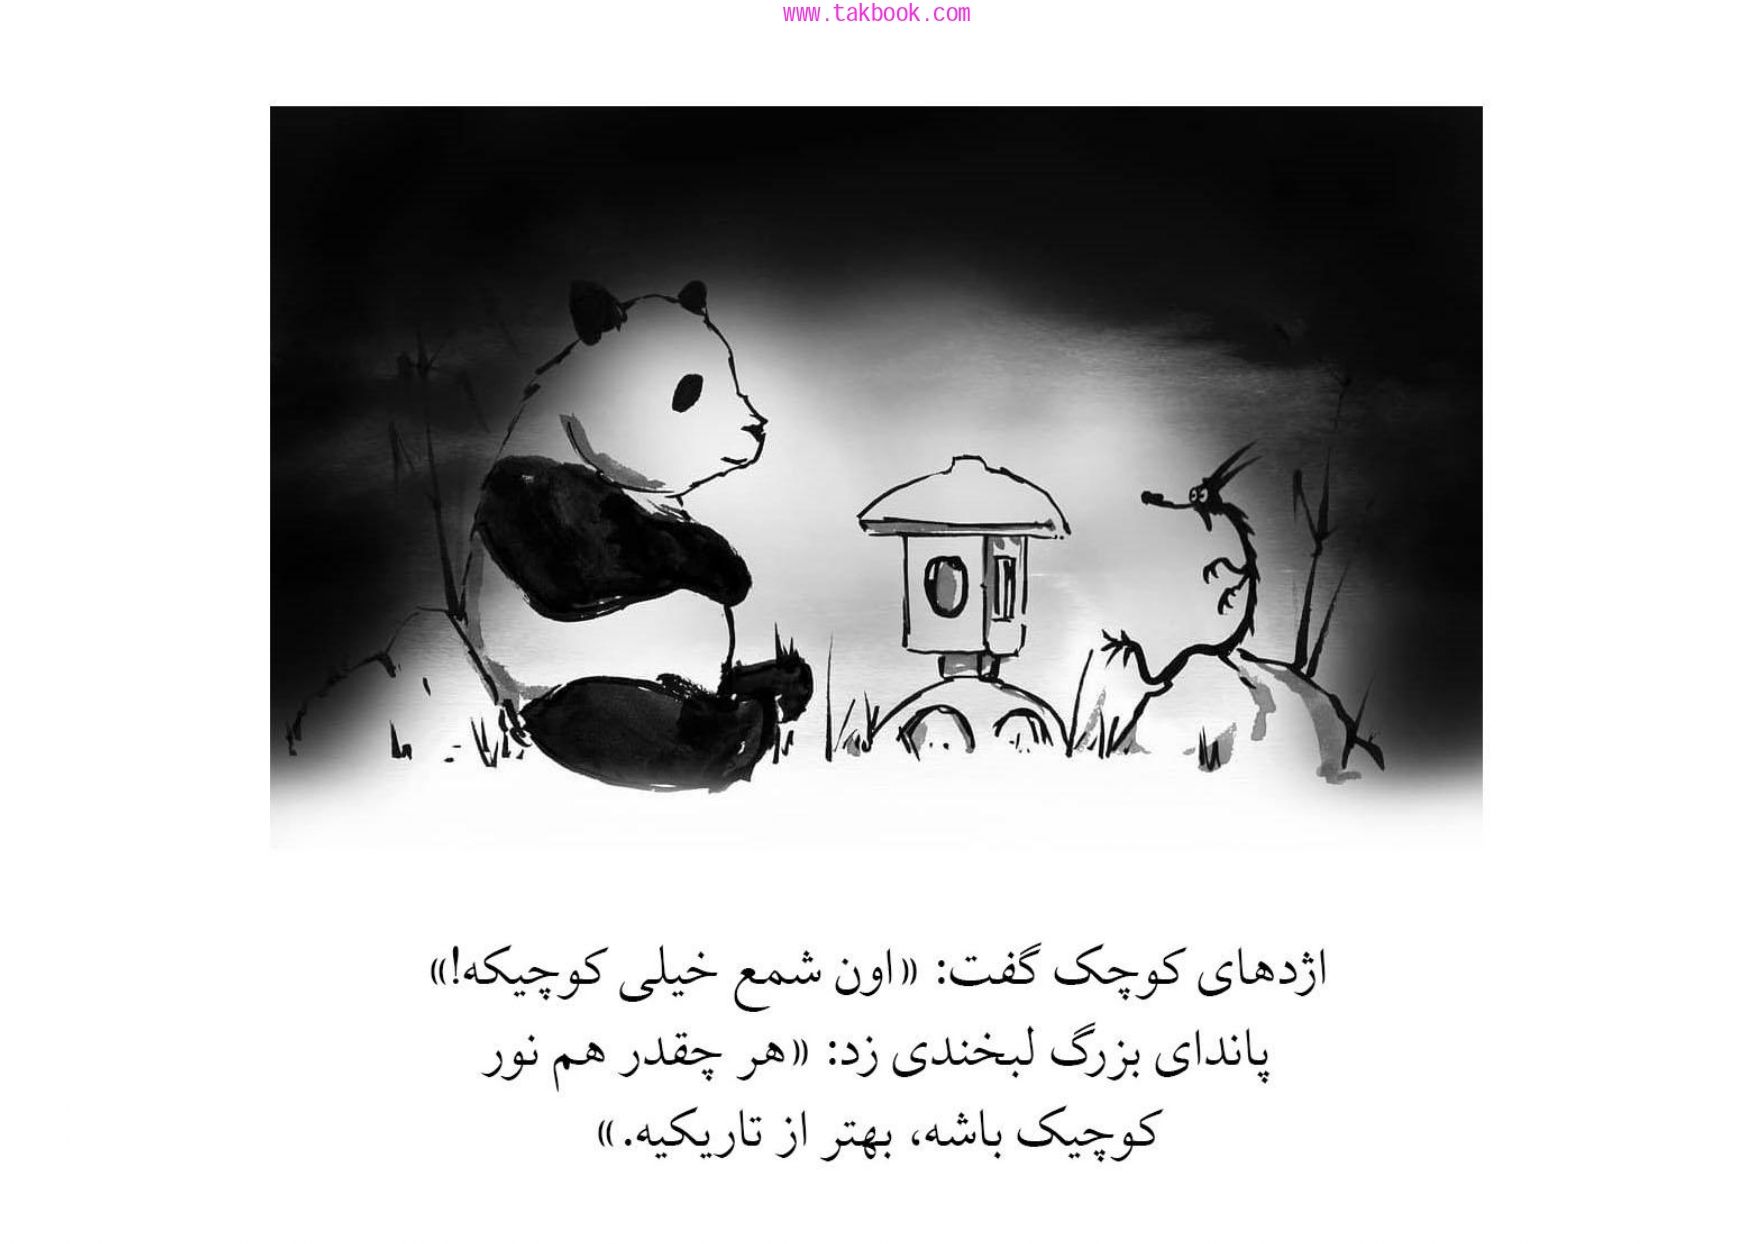 www.takbook.com
اژدهای کوچک گفت: «اون شمع خیلی کوچیکه!»
پاندای بزرگ لبخندی زد: «هر چقدر هم نور
کوچیک باشه، بهتر از تاریکیه.»